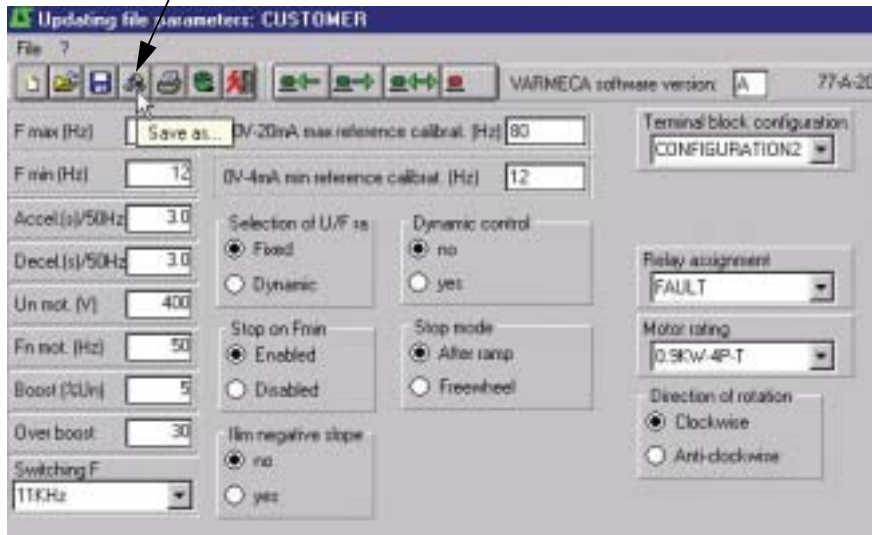 Updating file parameters: CUSTOMER
File ?
VARMECA software version: A 77-A-20
Save as...
F max (Hz) 0V-20mA max reference calibrat. (Hz) 80
F min (Hz) 12 0V-4mA min reference calibrat. (Hz) 12
Terminal block configuration
CONFIGURATION2
Accel.(s)/50Hz 3.0
Decel.(s)/50Hz 3.0
Un mot. (V) 400
Fn mot. (Hz) 50
Boost (%Un) 5
Over boost 30
Switching F
11KHz
Selection of U/F ra
Fixed
Dynamic
Dynamic control
no
yes
Stop on Fmin
Enabled
Disabled
Stop mode
After ramp
Freewheel
Ilim negative slope
no
yes
Relay assignment
FAULT
Motor rating
0.9KW-4P-T
Direction of rotation
Clockwise
Anti-clockwise